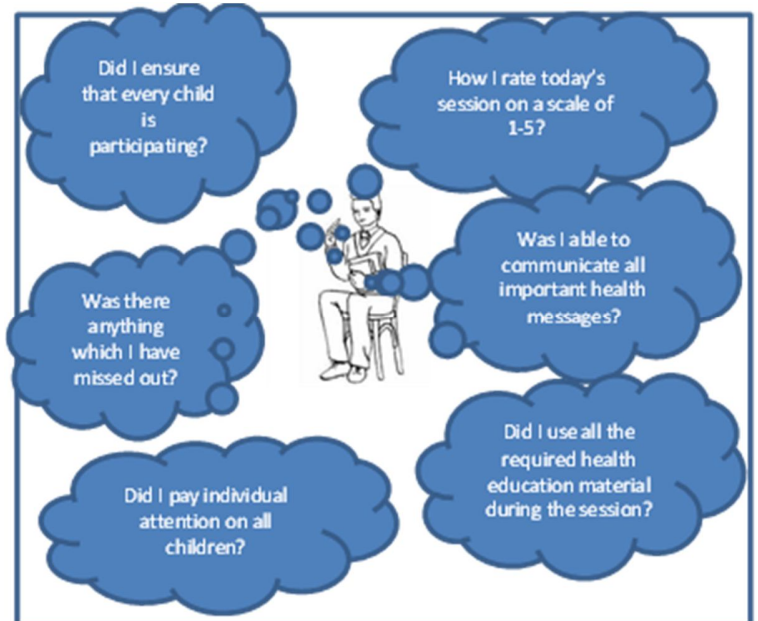 Did I ensure
that every child
is
participating?
How I rate today's
session on a scale of
1-5?
Was there
anything
which I have
missed out?
Was I able to
communicate all
important health
messages?
Did I pay individual
attention on all
children?
Did I use all the
required health
education material
during the session?